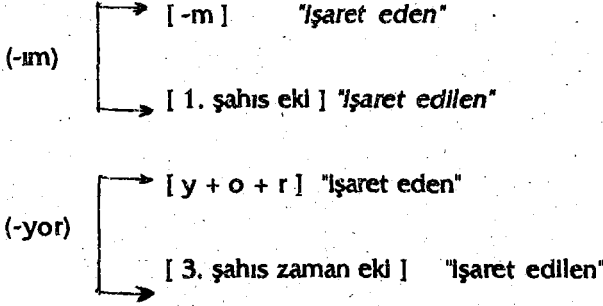 [ -m ] "İşaret eden"
(-ım)
[ 1. şahıs eki ] "İşaret edilen"
[ y + o + r ] "İşaret eden"
(-yor)
[ 3. şahıs zaman eki ] "İşaret edilen"